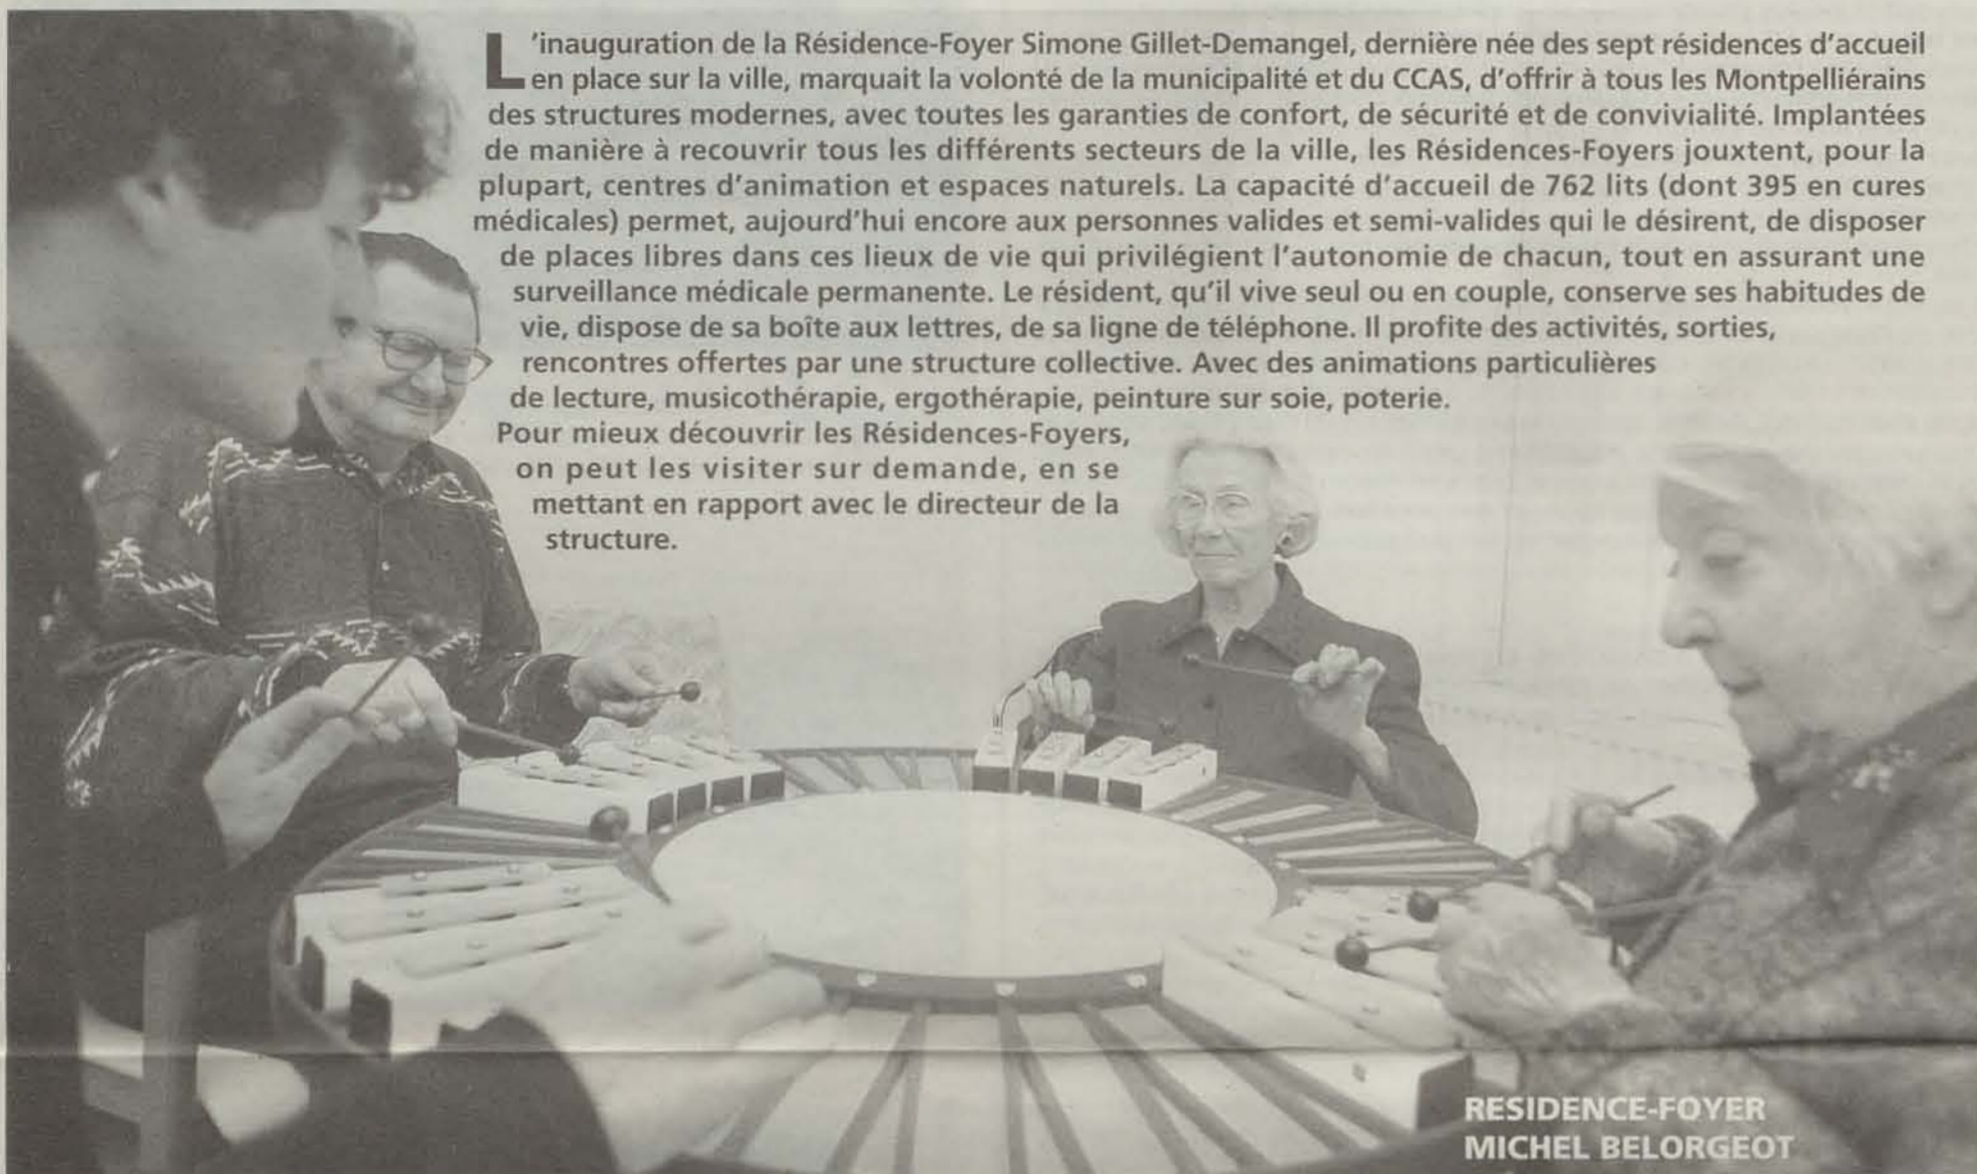 L'inauguration de la Résidence-Foyer Simone Gillet-Demangel, dernière née des sept résidences d'accueil
en place sur la ville, marquait la volonté de la municipalité et du CCAS, d'offrir à tous les Montpelliérains
des structures modernes, avec toutes les garanties de confort, de sécurité et de convivialité. Implantées
de manière à recouvrir tous les différents secteurs de la ville, les Résidences-Foyers jouxtent, pour la
plupart, centres d'animation et espaces naturels. La capacité d'accueil de 762 lits (dont 395 en cures
médicales) permet, aujourd'hui encore aux personnes valides et semi-valides qui le désirent, de disposer
de places libres dans ces lieux de vie qui privilégient l'autonomie de chacun, tout en assurant une
surveillance médicale permanente. Le résident, qu'il vive seul ou en couple, conserve ses habitudes de
vie, dispose de sa boîte aux lettres, de sa ligne de téléphone. Il profite des activités, sorties,
rencontres offertes par une structure collective. Avec des animations particulières
de lecture, musicothérapie, ergothérapie, peinture sur soie, poterie.
Pour mieux découvrir les Résidences-Foyers,
on peut les visiter sur demande, en se
mettant en rapport avec le directeur de la
structure.
RESIDENCE-FOYER
MICHEL BELORGEOT